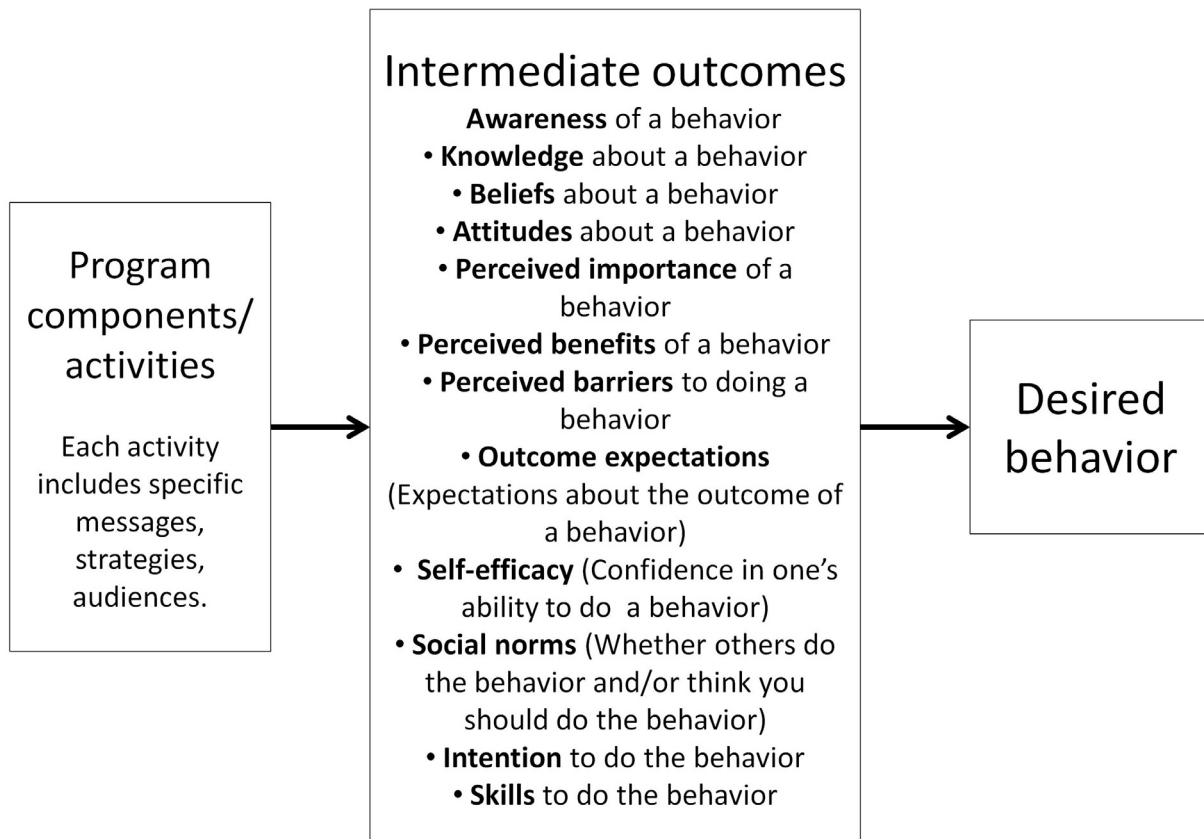 Program
components/
activities
Each activity
includes specific
messages,
strategies,
audiences.
Intermediate outcomes
Awareness of a behavior
• Knowledge about a behavior
• Beliefs about a behavior
• Attitudes about a behavior
• Perceived importance of a
behavior
• Perceived benefits of a behavior
• Perceived barriers to doing a
behavior
• Outcome expectations
(Expectations about the outcome of
a behavior)
• Self-efficacy (Confidence in one’s
ability to do a behavior)
• Social norms (Whether others do
the behavior and/or think you
should do the behavior)
• Intention to do the behavior
• Skills to do the behavior
Desired
behavior